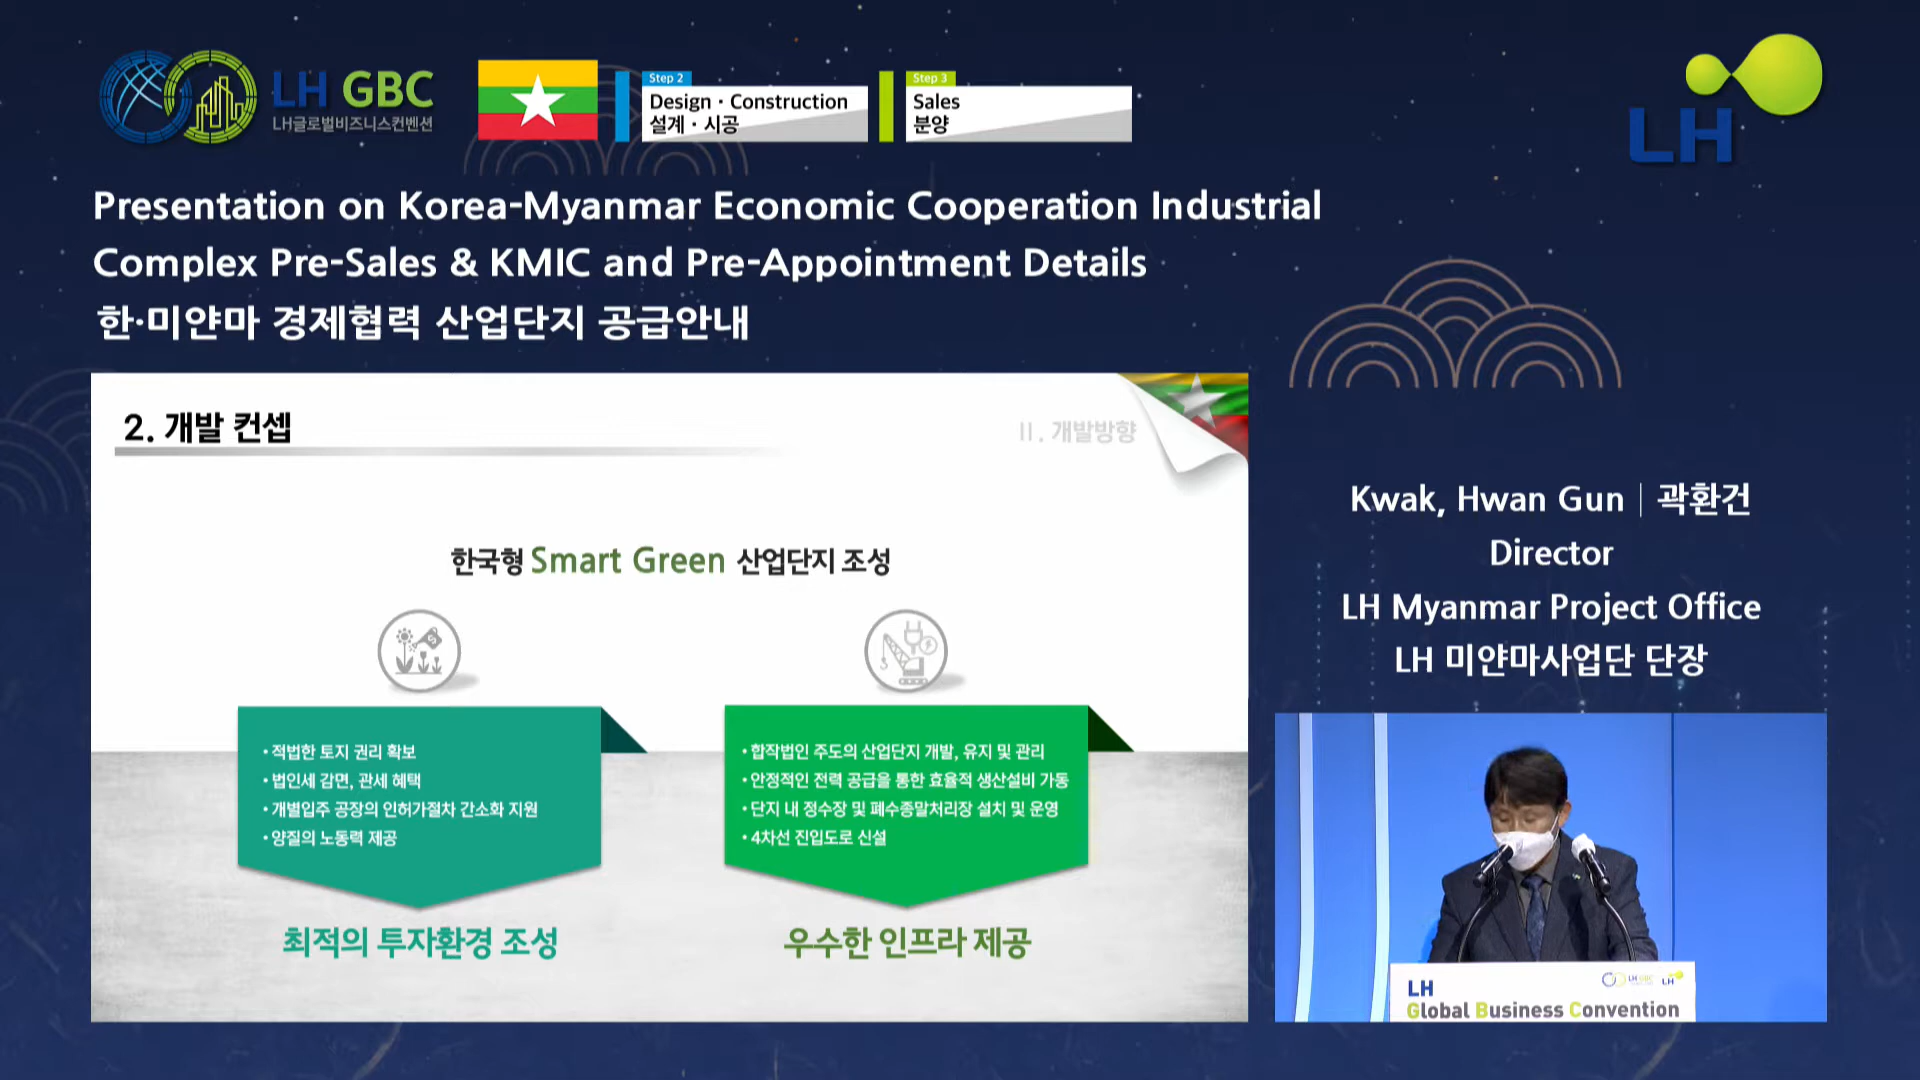 LH GBC
LH글로벌비즈니스컨벤션
Step 2
Design · Construction
설계 · 시공
Step 3
Sales
분양
LH
Presentation on Korea-Myanmar Economic Cooperation Industrial
Complex Pre-Sales & KMIC and Pre-Appointment Details
한·미얀마 경제협력 산업단지 공급안내
2. 개발 컨셉
II. 개발방향
한국형 Smart Green 산업단지 조성
• 적법한 토지 권리 확보
• 법인세 감면, 관세 혜택
• 개별입주 공장의 인허가절차 간소화 지원
• 양질의 노동력 제공
최적의 투자환경 조성
• 합작법인 주도의 산업단지 개발, 유지 및 관리
• 안정적인 전력 공급을 통한 효율적 생산설비 가동
• 단지 내 정수장 및 폐수종말처리장 설치 및 운영
• 4차선 진입도로 신설
우수한 인프라 제공
Kwak, Hwan Gun | 곽환건
Director
LH Myanmar Project Office
LH 미얀마사업단 단장
LH GBC
LH
LH
Global Business Convention